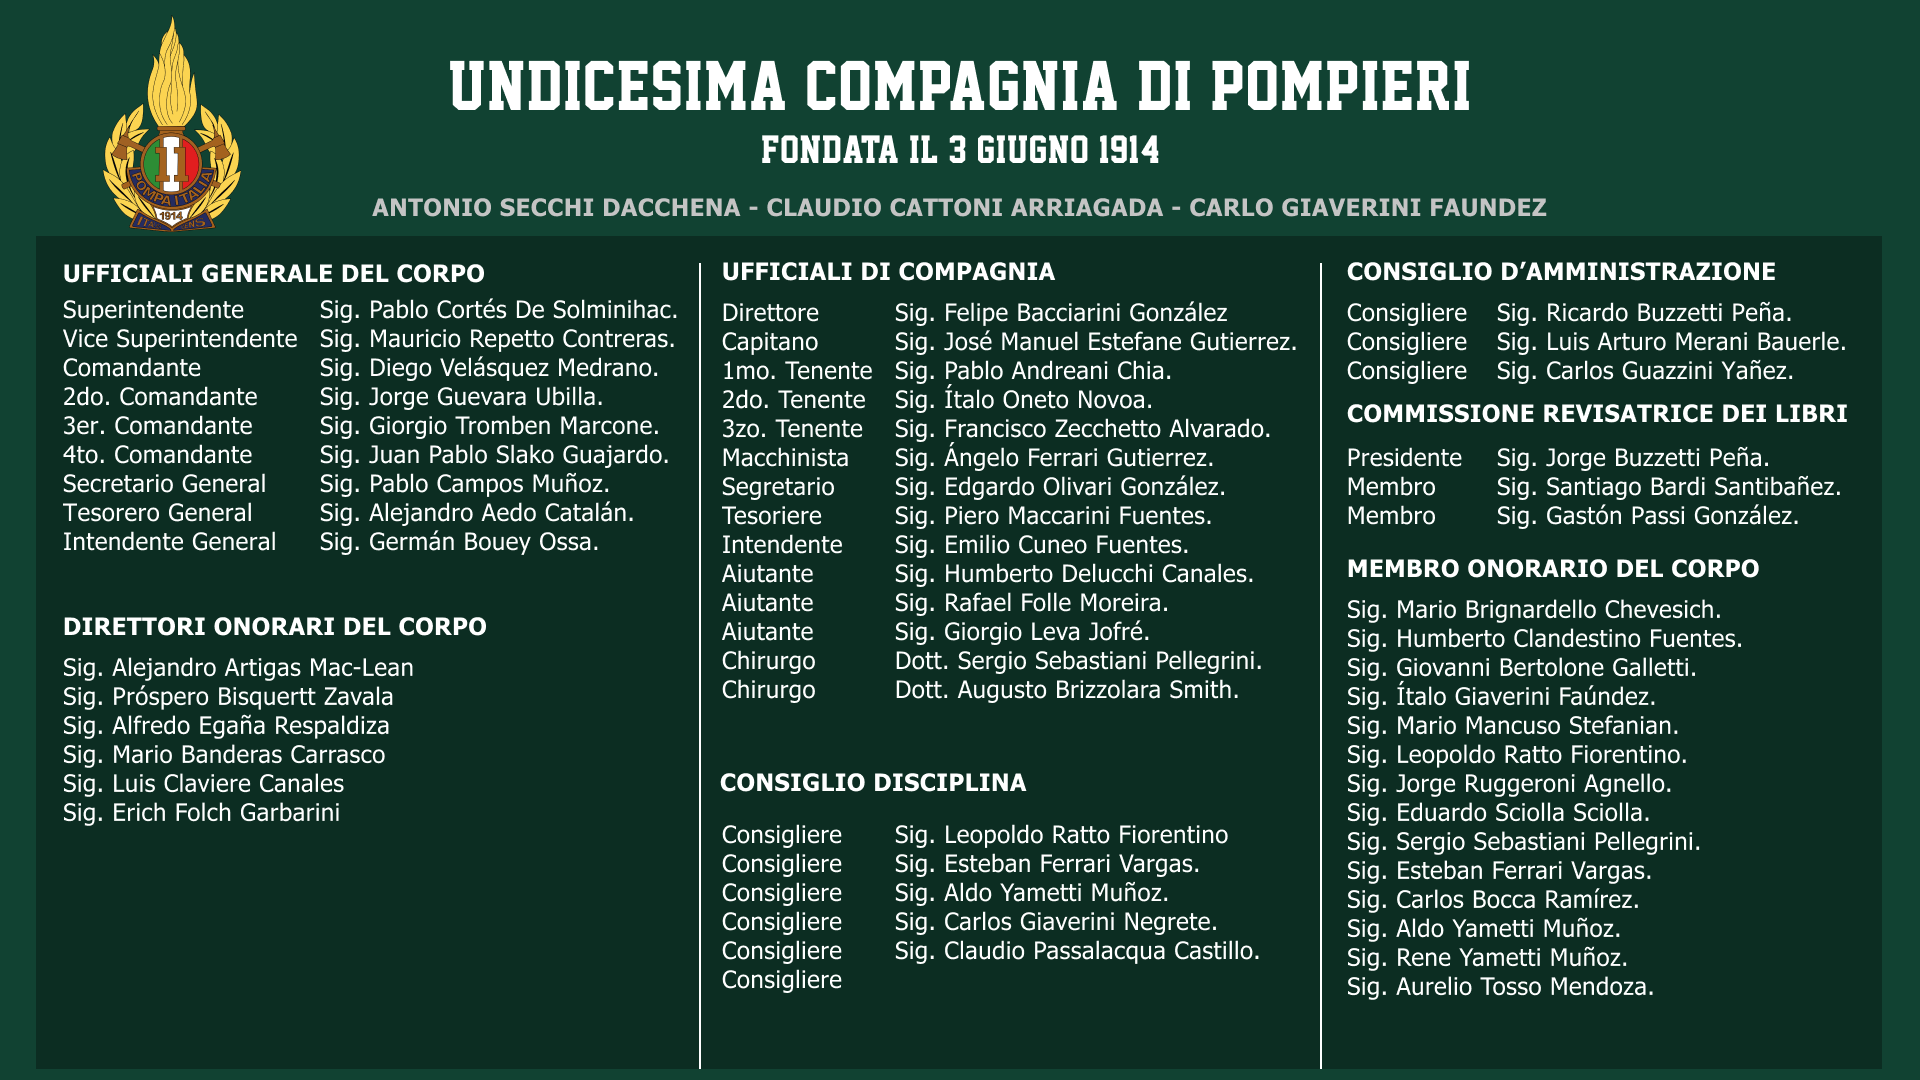 UNDICESIMA COMPAGNIA DI POMPIERI
FONDATA IL 3 GIUGNO 1914
ANTONIO SECCHI DACCHENA - CLAUDIO CATTONI ARRIAGADA - CARLO GIAVERINI FAUNDEZ
11
POMPA ITALIA
1914
UFFICIALI GENERALE DEL CORPO
Superintendente Sig. Pablo Cortés De Solminihac.
Vice Superintendente Sig. Mauricio Repetto Contreras.
Comandante Sig. Diego Velásquez Medrano.
2do. Comandante Sig. Jorge Guevara Ubilla.
3er. Comandante Sig. Giorgio Tromben Marcone.
4to. Comandante Sig. Juan Pablo Slako Guajardo.
Secretario General Sig. Pablo Campos Muñoz.
Tesorero General Sig. Alejandro Aedo Catalán.
Intendente General Sig. Germán Bouey Ossa.
DIRETTORI ONORARI DEL CORPO
Sig. Alejandro Artigas Mac-Lean
Sig. Próspero Bisquertt Zavala
Sig. Alfredo Egaña Respaldiza
Sig. Mario Banderas Carrasco
Sig. Luis Claviere Canales
Sig. Erich Folch Garbarini
UFFICIALI DI COMPAGNIA
Direttore Sig. Felipe Bacciarini González
Capitano Sig. José Manuel Estefane Gutierrez.
1mo. Tenente Sig. Pablo Andreani Chia.
2do. Tenente Sig. Ítalo Oneto Novoa.
3zo. Tenente Sig. Francisco Zecchetto Alvarado.
Macchinista Sig. Ángelo Ferrari Gutierrez.
Segretario Sig. Edgardo Olivari González.
Tesoriere Sig. Piero Maccarini Fuentes.
Intendente Sig. Emilio Cuneo Fuentes.
Aiutante Sig. Humberto Delucchi Canales.
Aiutante Sig. Rafael Folle Moreira.
Aiutante Sig. Giorgio Leva Jofré.
Chirurgo Dott. Sergio Sebastiani Pellegrini.
Chirurgo Dott. Augusto Brizzolara Smith.
CONSIGLIO DISCIPLINA
Consigliere Sig. Leopoldo Ratto Fiorentino
Consigliere Sig. Esteban Ferrari Vargas.
Consigliere Sig. Aldo Yametti Muñoz.
Consigliere Sig. Carlos Giaverini Negrete.
Consigliere Sig. Claudio Passalacqua Castillo.
Consigliere
CONSIGLIO D’AMMINISTRAZIONE
Consigliere Sig. Ricardo Buzzetti Peña.
Consigliere Sig. Luis Arturo Merani Bauerle.
Consigliere Sig. Carlos Guazzini Yañez.
COMMISSIONE REVISATRICE DEI LIBRI
Presidente Sig. Jorge Buzzetti Peña.
Membro Sig. Santiago Bardi Santibañez.
Membro Sig. Gastón Passi González.
MEMBRO ONORARIO DEL CORPO
Sig. Mario Brignardello Chevesich.
Sig. Humberto Clandestino Fuentes.
Sig. Giovanni Bertolone Galletti.
Sig. Ítalo Giaverini Faúndez.
Sig. Mario Mancuso Stefanian.
Sig. Leopoldo Ratto Fiorentino.
Sig. Jorge Ruggeroni Agnello.
Sig. Eduardo Sciolla Sciolla.
Sig. Sergio Sebastiani Pellegrini.
Sig. Esteban Ferrari Vargas.
Sig. Carlos Bocca Ramírez.
Sig. Aldo Yametti Muñoz.
Sig. Rene Yametti Muñoz.
Sig. Aurelio Tosso Mendoza.